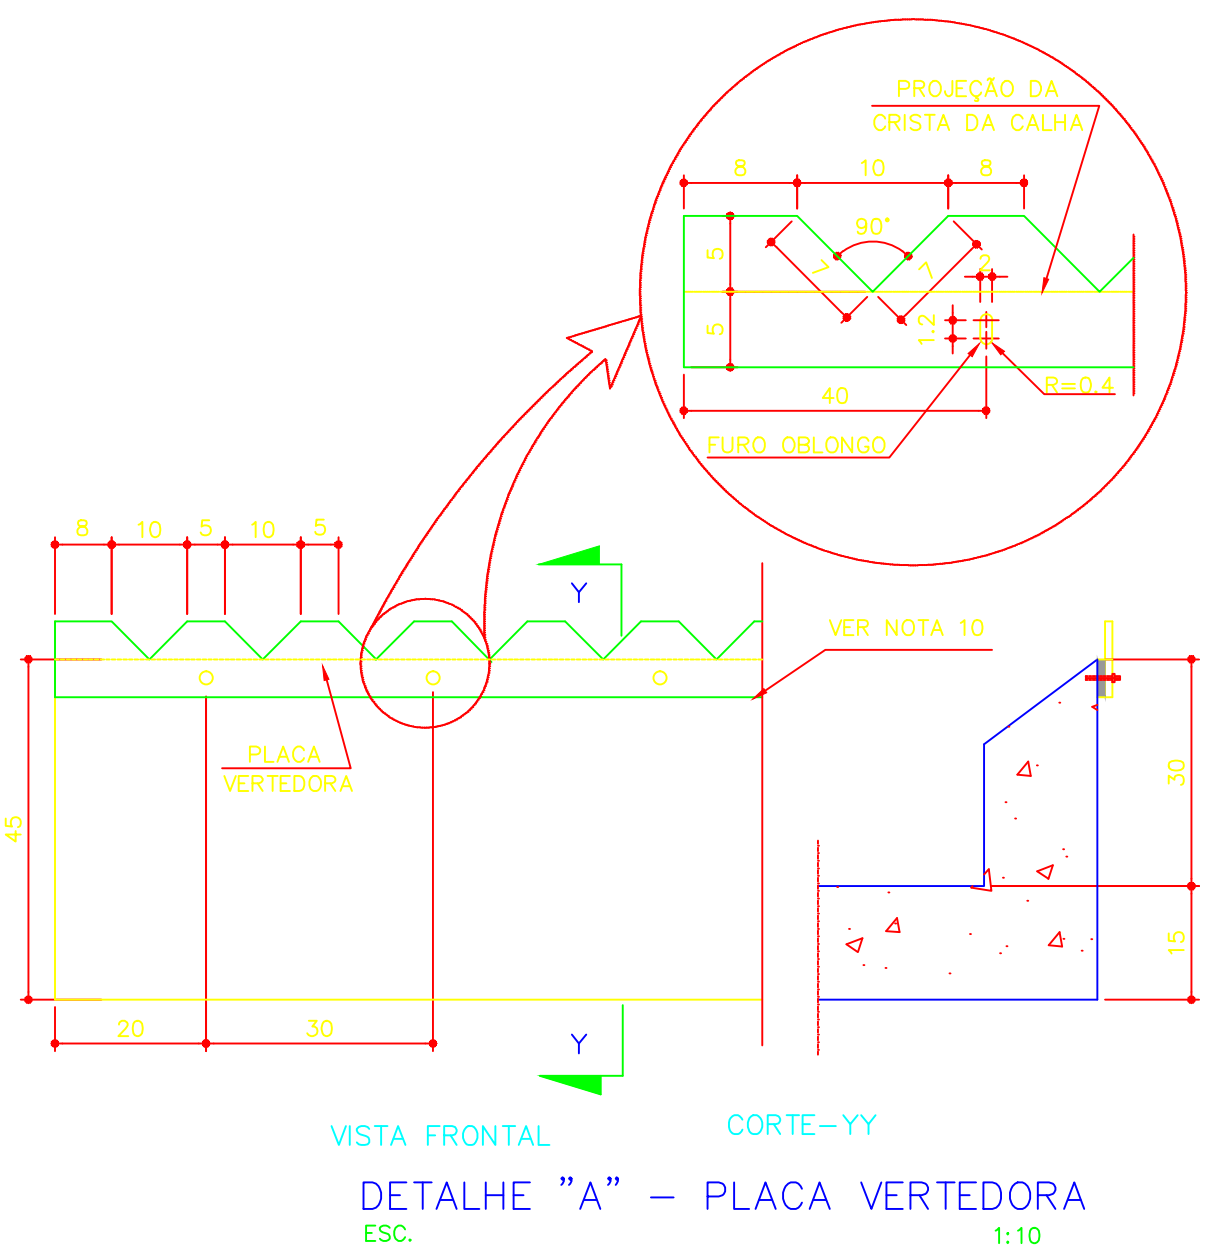 PROJEÇÃO DA
CRISTA DA CALHA
8 10 8
90°
5
7 7
2
5
1.2
R=0.4
40
FURO OBLONGO
8 10 5 10 5
Y
VER NOTA 10
PLACA
VERTEDORA
45
30
15
20 30
Y
VISTA FRONTAL
CORTE-YY
DETALHE "A" - PLACA VERTEDORA
ESC. 1:10